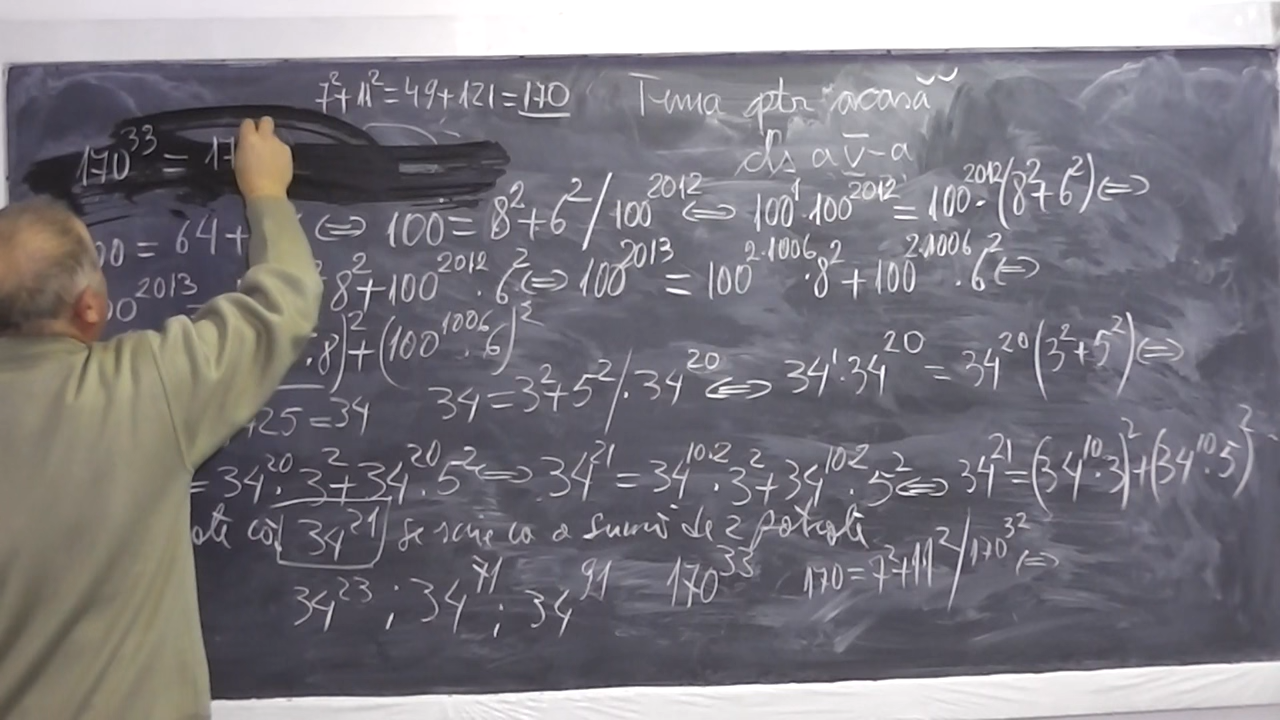 7²+11²=49+121=170 Tema ptr acasă
cls a V-a
170³³ = 17
00 = 64+ ⇔ 100 = 8²+6² / 100²⁰¹² ⇔ 100¹·100²⁰¹² = 100²⁰¹²·(8²+6²) ⇔
00²⁰¹³ = 8²+100²⁰¹²·6² ⇔ 100²⁰¹³ = 100²·¹⁰⁰⁶·8²+100²·¹⁰⁰⁶·6² ⇔
·8)²+(100¹⁰⁰⁶·6)²
+25=34 34=3²+5² /·34²⁰ ⇔ 34¹·34²⁰ = 34²⁰(3²+5²) ⇔
=34²⁰·3²+34²⁰·5² ⇔ 34²¹=34¹⁰·²·3²+34¹⁰·²·5² ⇔ 34²¹=(34¹⁰·3)²+(34¹⁰·5)²
că 34²¹ se scrie ca o sumă de 2 pătrate
34²³ ; 34⁷¹ ; 34⁹¹ 170³³ 170=7²+11² / 170³² ⇔